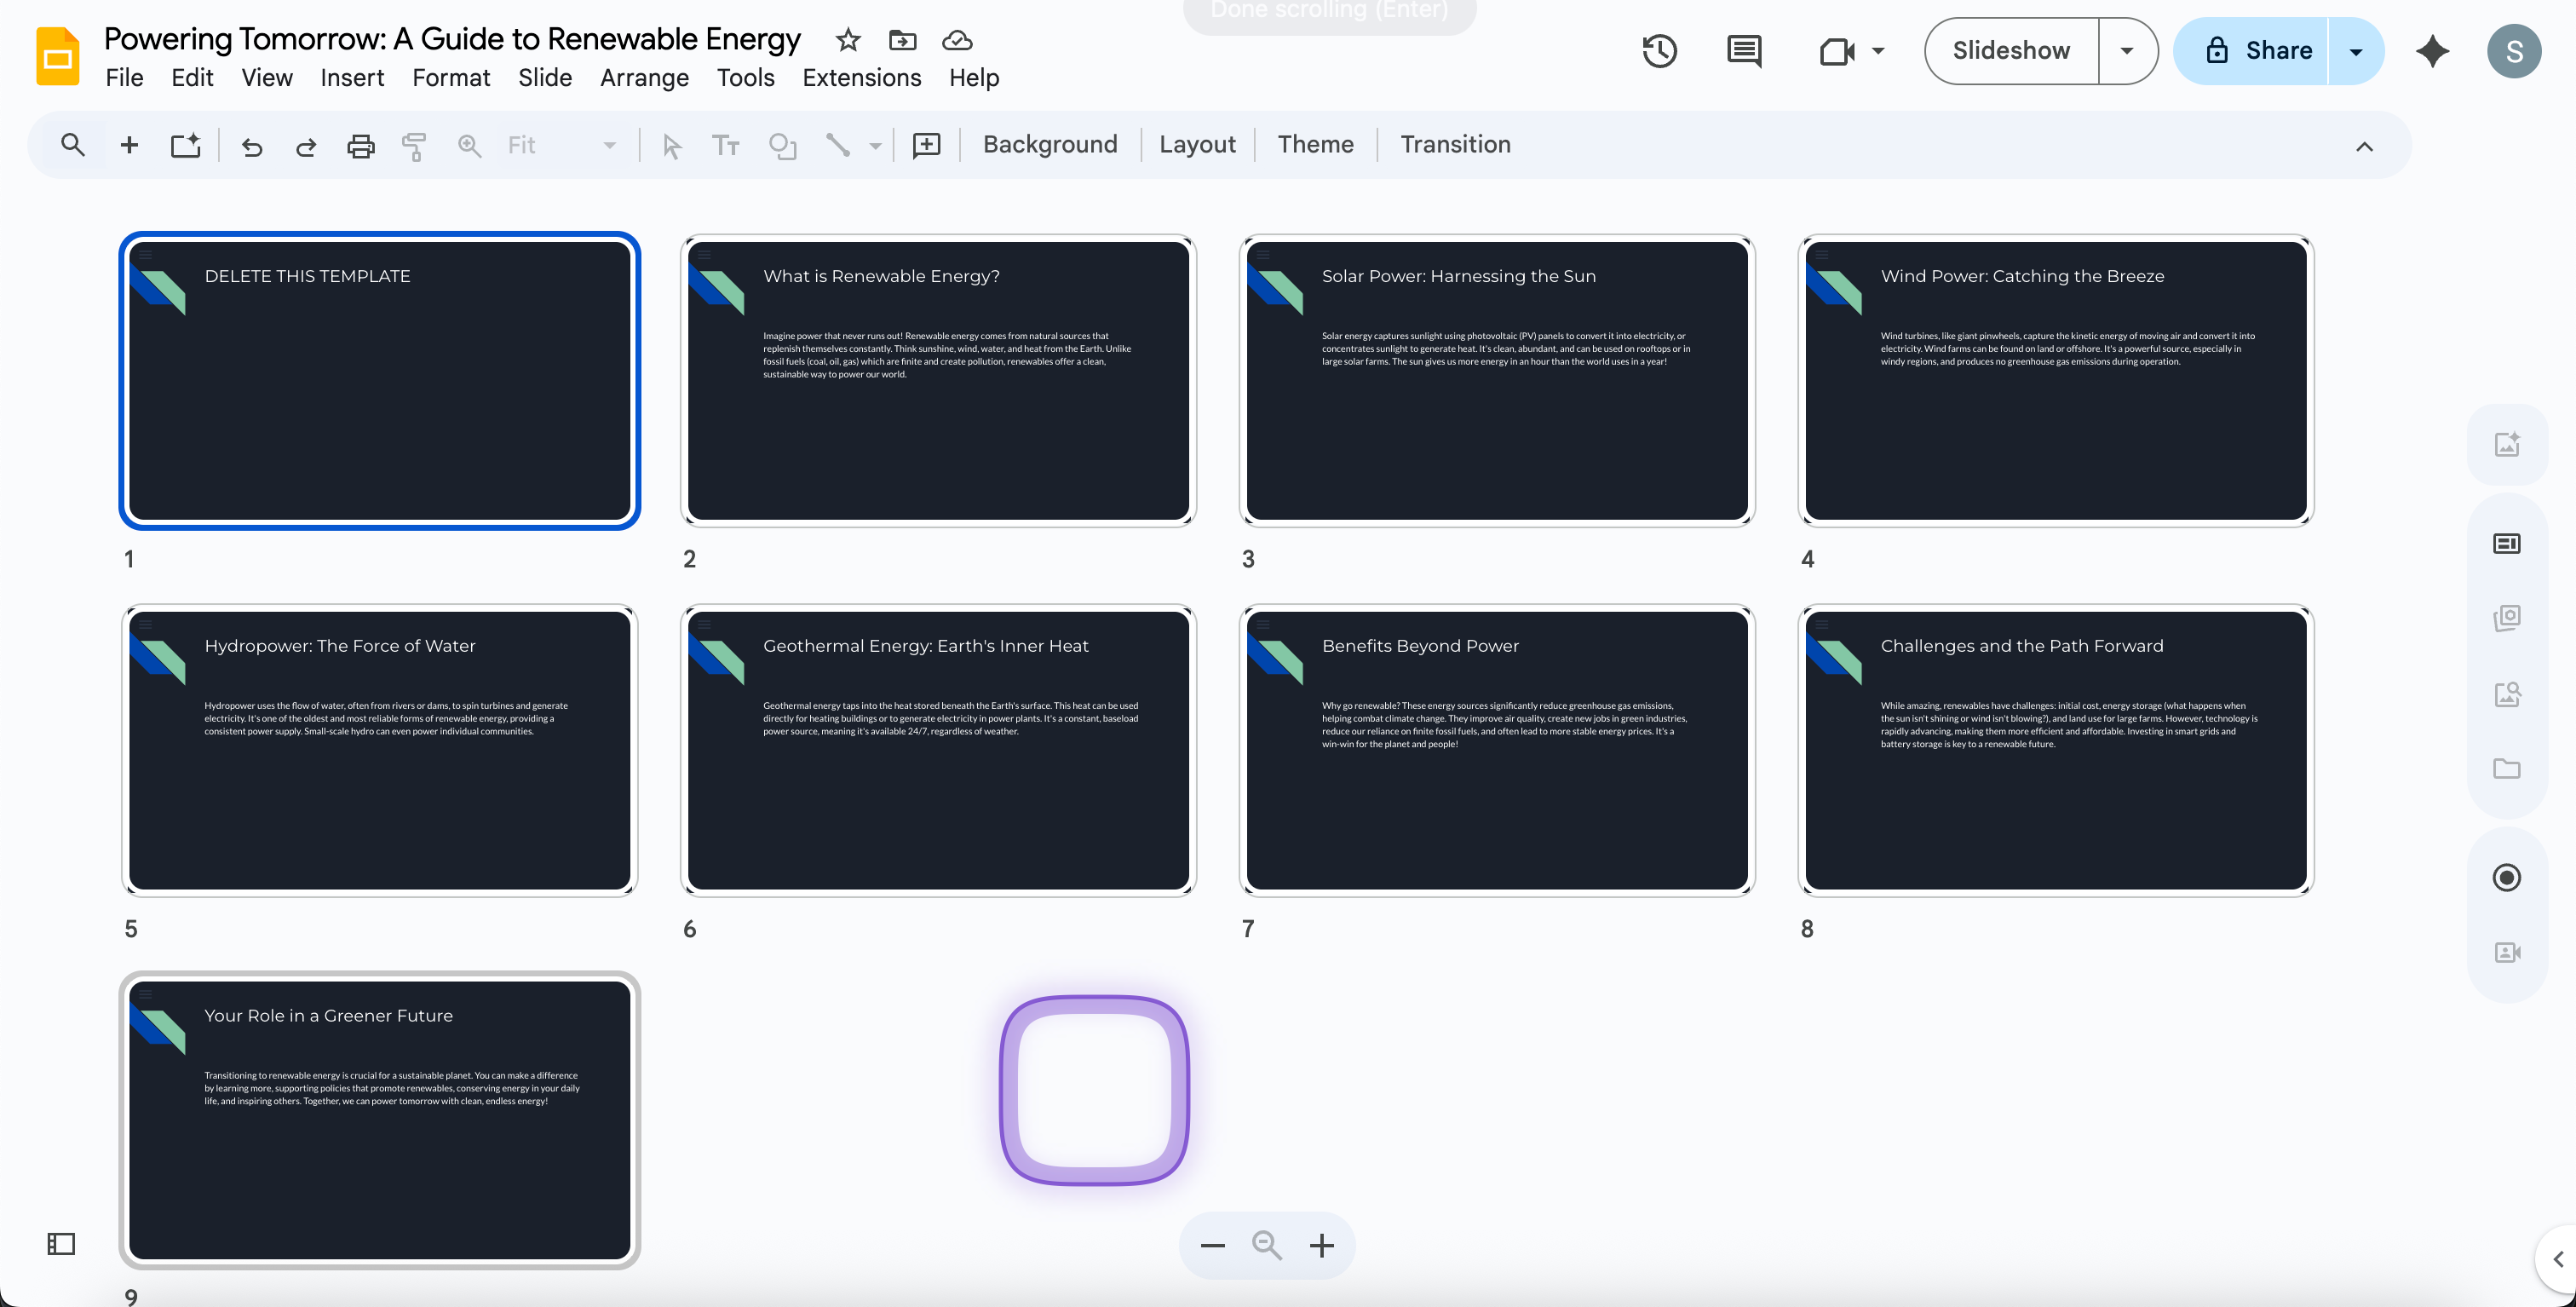 Done scrolling (Enter)
Powering Tomorrow: A Guide to Renewable Energy
File Edit View Insert Format Slide Arrange Tools Extensions Help
Slideshow
Share
S
Fit
Background
Layout
Theme
Transition
DELETE THIS TEMPLATE
1
What is Renewable Energy?
Imagine power that never runs out! Renewable energy comes from natural sources that
replenish themselves constantly. Think sunshine, wind, water, and heat from the Earth. Unlike
fossil fuels (coal, oil, gas) which are finite and create pollution, renewables offer a clean,
sustainable way to power our world.
2
Solar Power: Harnessing the Sun
Solar energy captures sunlight using photovoltaic (PV) panels to convert it into electricity, or
concentrates sunlight to generate heat. It's clean, abundant, and can be used on rooftops or in
large solar farms. The sun gives us more energy in an hour than the world uses in a year!
3
Wind Power: Catching the Breeze
Wind turbines, like giant pinwheels, capture the kinetic energy of moving air and convert it into
electricity. Wind farms can be found on land or offshore. It's a powerful source, especially in
windy regions, and produces no greenhouse gas emissions during operation.
4
Hydropower: The Force of Water
Hydropower uses the flow of water, often from rivers or dams, to spin turbines and generate
electricity. It's one of the oldest and most reliable forms of renewable energy, providing a
consistent power supply. Small-scale hydro can even power individual communities.
5
Geothermal Energy: Earth's Inner Heat
Geothermal energy taps into the heat stored beneath the Earth's surface. This heat can be used
directly for heating buildings or to generate electricity in power plants. It's a constant, baseload
power source, meaning it's available 24/7, regardless of weather.
6
Benefits Beyond Power
Why go renewable? These energy sources significantly reduce greenhouse gas emissions,
helping combat climate change. They improve air quality, create new jobs in green industries,
reduce our reliance on finite fossil fuels, and often lead to more stable energy prices. It's a
win-win for the planet and people!
7
Challenges and the Path Forward
While amazing, renewables have challenges: initial cost, energy storage (what happens when
the sun isn't shining or wind isn't blowing?), and land use for large farms. However, technology is
rapidly advancing, making them more efficient and affordable. Investing in smart grids and
battery storage is key to a renewable future.
8
Your Role in a Greener Future
Transitioning to renewable energy is crucial for a sustainable planet. You can make a difference
by learning more, supporting policies that promote renewables, conserving energy in your daily
life, and inspiring others. Together, we can power tomorrow with clean, endless energy!
9